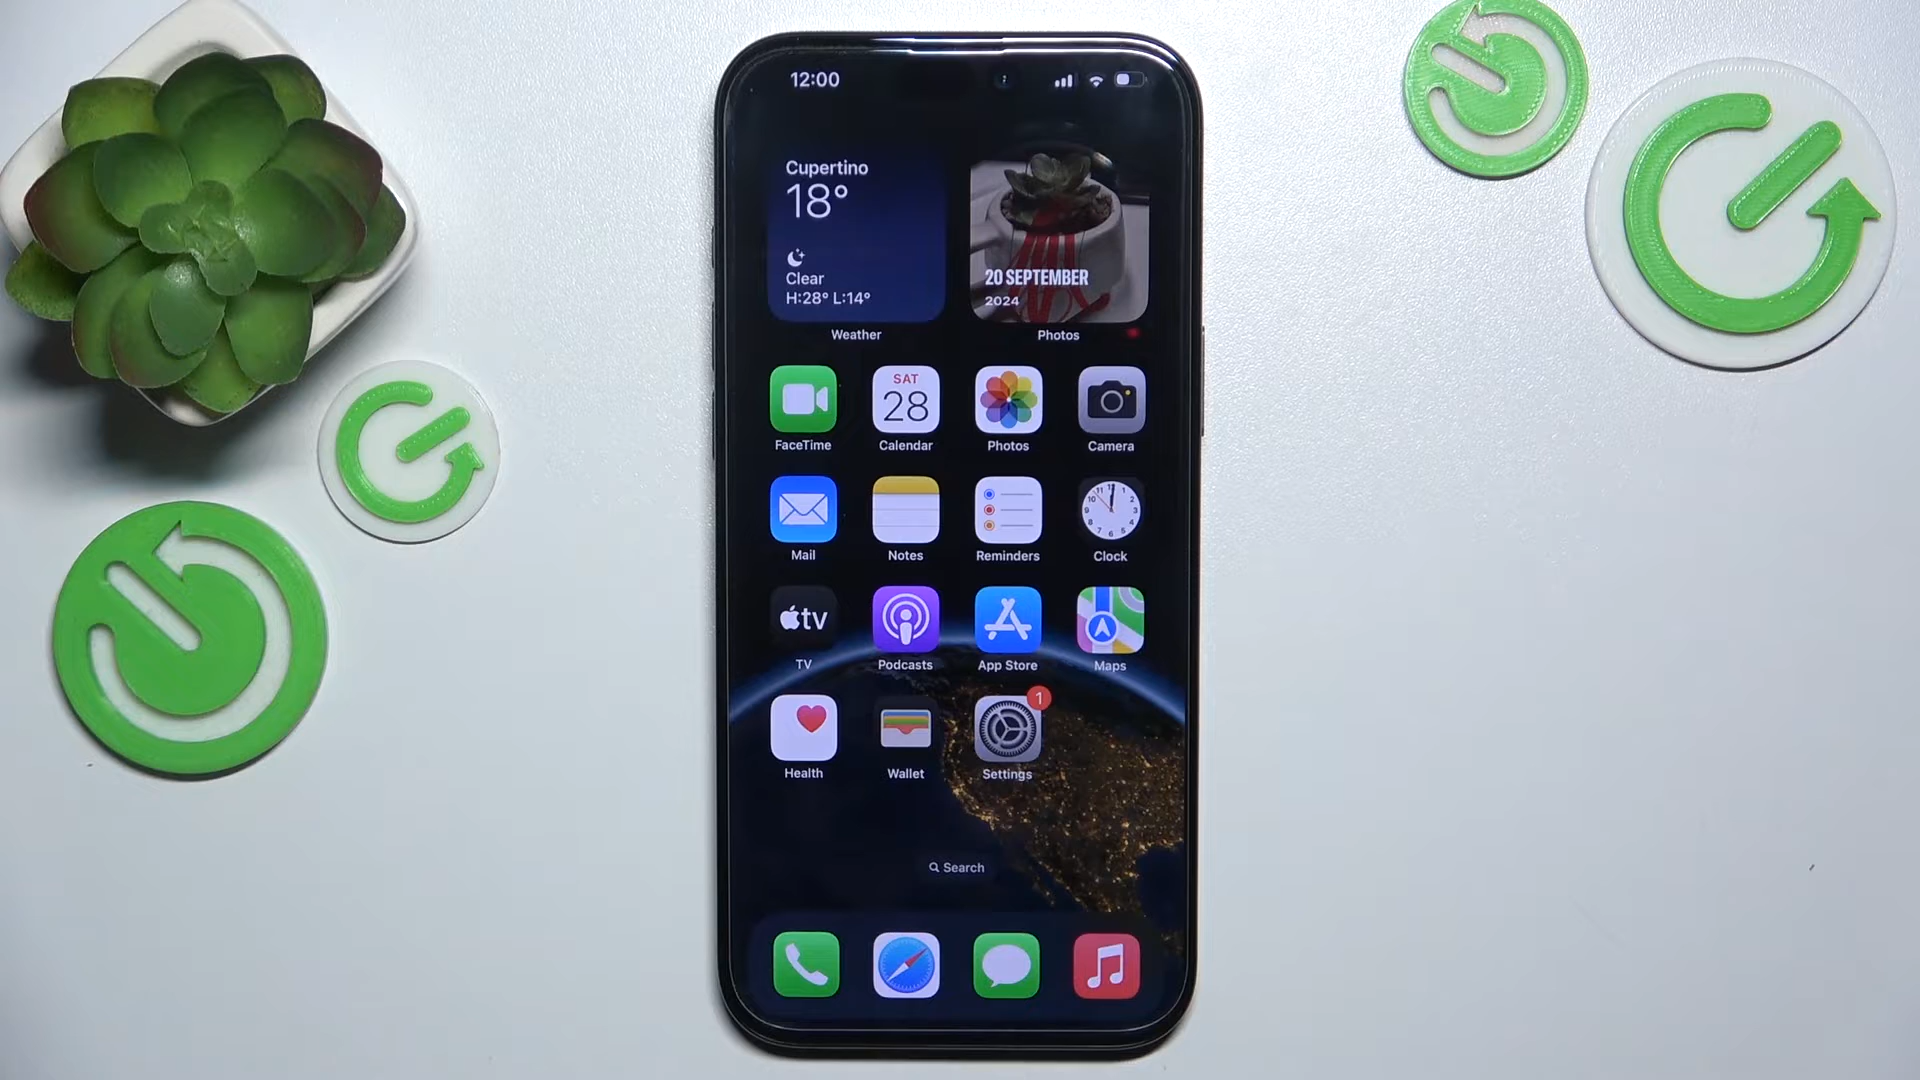 12:00
Cupertino
18°
Clear
H:28° L:14°
Weather
20 SEPTEMBER
2024
Photos
FaceTime
SAT
28
Calendar
Photos
Camera
Mail
Notes
Reminders
Clock
tv
TV
Podcasts
App Store
Maps
Health
Wallet
1
Settings
Search